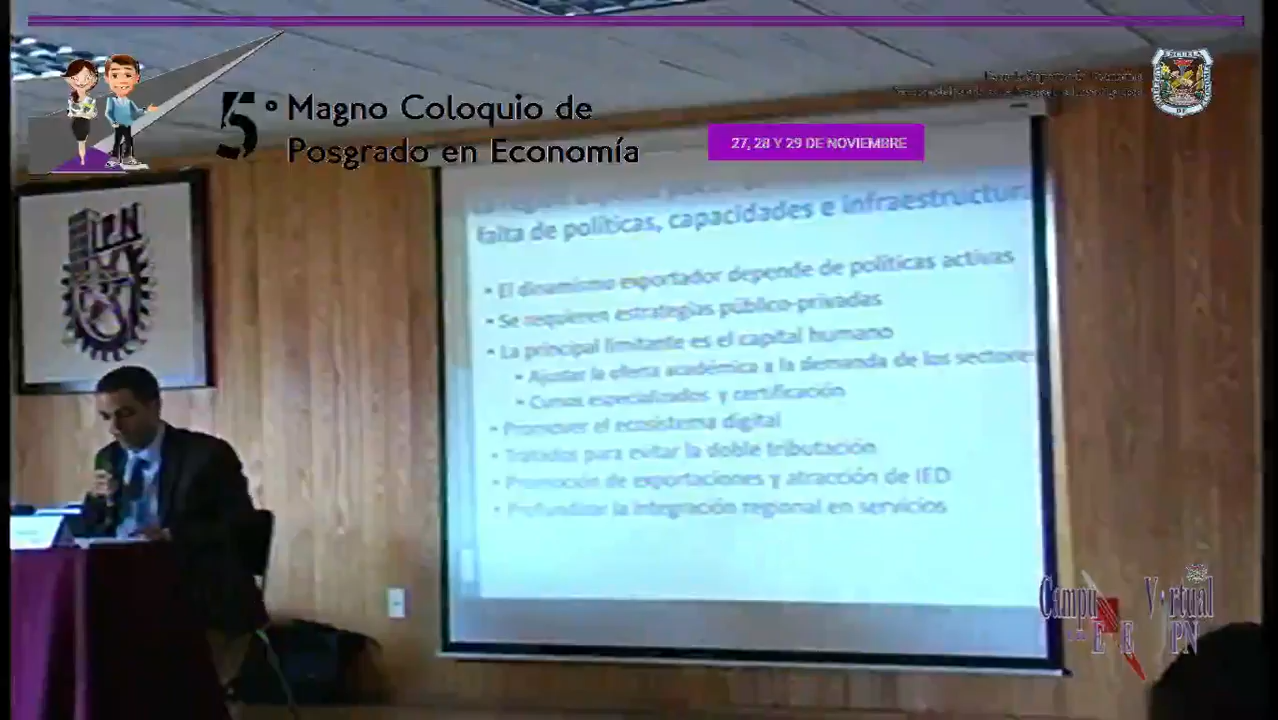 5° Magno Coloquio de
Posgrado en Economía
27, 28 Y 29 DE NOVIEMBRE
ESCUELA
IPN
falta de políticas, capacidades e infraestructura
• El dinamismo exportador depende de políticas activas
• Se requieren estrategias público-privadas
• La principal limitante es el capital humano
• Ajustar la oferta académica a la demanda de los sectores
• Cursos especializados y certificación
• Promover el ecosistema digital
• Tratados para evitar la doble tributación
• Promoción de exportaciones y atracción de IED
• Profundizar la integración regional en servicios